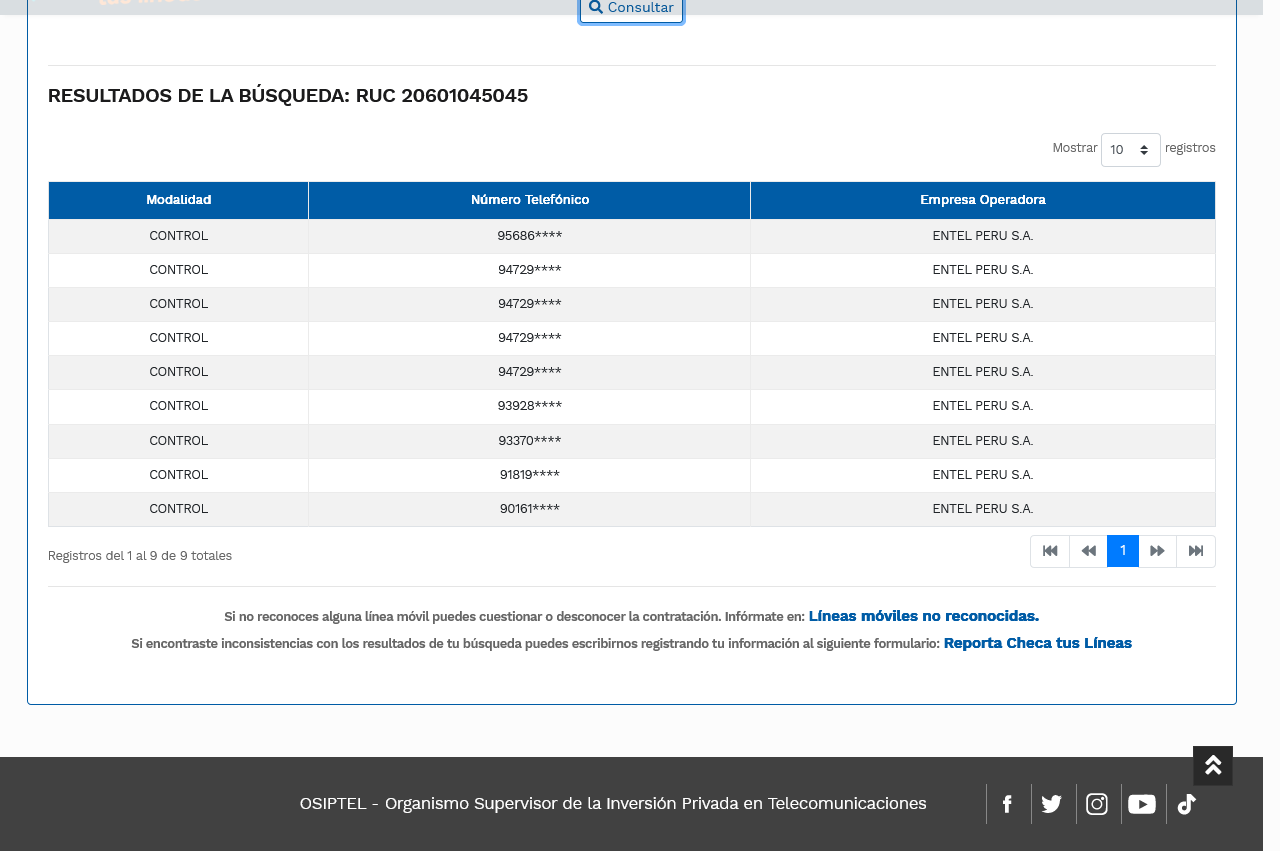 Consultar
RESULTADOS DE LA BÚSQUEDA: RUC 20601045045
Mostrar 10 registros
Modalidad Número Telefónico Empresa Operadora
CONTROL 95686**** ENTEL PERU S.A.
CONTROL 94729**** ENTEL PERU S.A.
CONTROL 94729**** ENTEL PERU S.A.
CONTROL 94729**** ENTEL PERU S.A.
CONTROL 94729**** ENTEL PERU S.A.
CONTROL 93928**** ENTEL PERU S.A.
CONTROL 93370**** ENTEL PERU S.A.
CONTROL 91819**** ENTEL PERU S.A.
CONTROL 90161**** ENTEL PERU S.A.
Registros del 1 al 9 de 9 totales 1
Si no reconoces alguna línea móvil puedes cuestionar o desconocer la contratación. Infórmate en: Líneas móviles no reconocidas.
Si encontraste inconsistencias con los resultados de tu búsqueda puedes escribirnos registrando tu información al siguiente formulario: Reporta Checa tus Líneas
OSIPTEL - Organismo Supervisor de la Inversión Privada en Telecomunicaciones